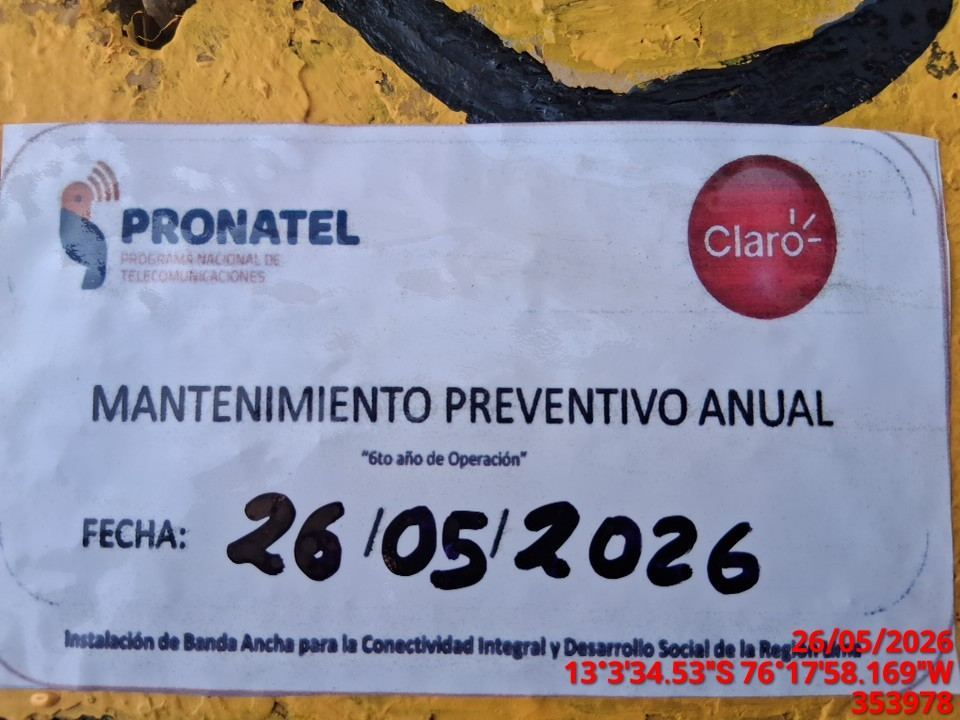 PRONATEL
PROGRAMA NACIONAL DE
TELECOMUNICACIONES
Claro
MANTENIMIENTO PREVENTIVO ANUAL
"6to año de Operación"
FECHA: 26/05/2026
Instalación de Banda Ancha para la Conectividad Integral y Desarrollo Social de la
26/05/2026
13°3'34.53"S 76°17'58.169"W
353978